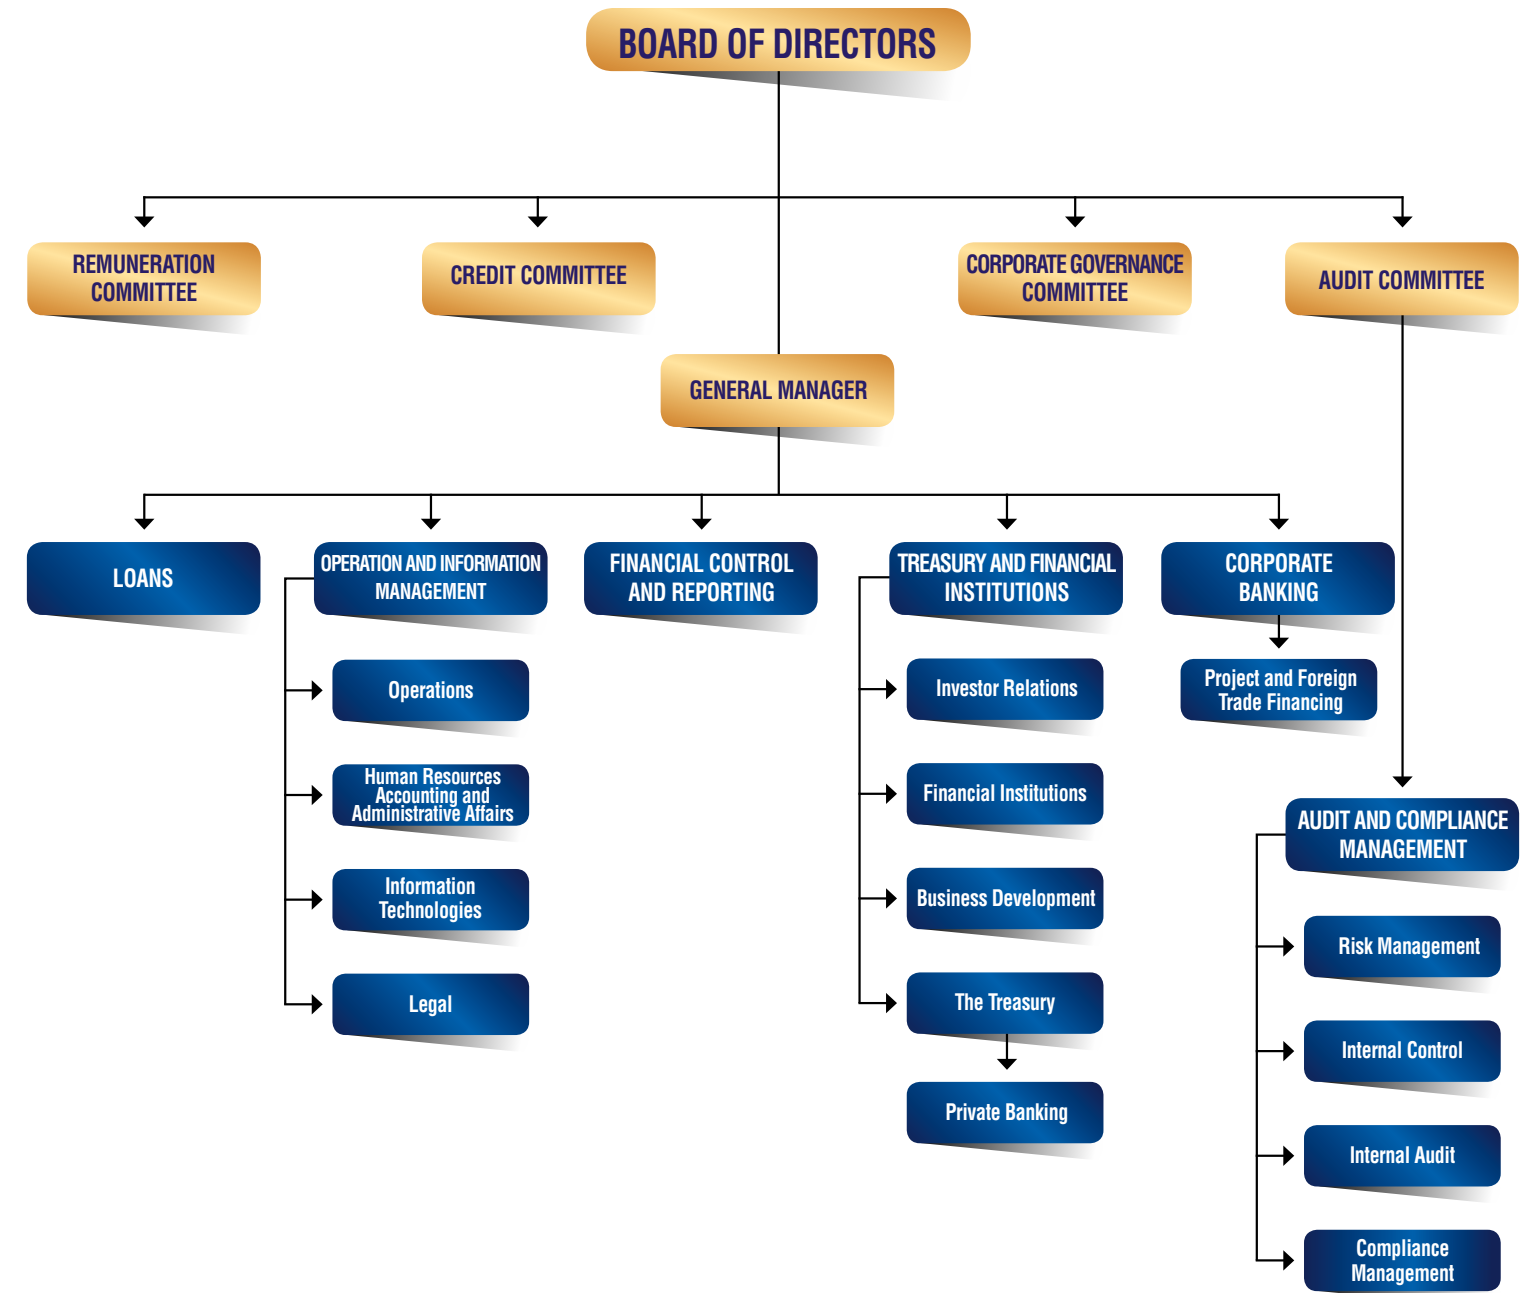 BOARD OF DIRECTORS
REMUNERATION
COMMITTEE
CREDIT COMMITTEE
CORPORATE GOVERNANCE
COMMITTEE
AUDIT COMMITTEE
GENERAL MANAGER
LOANS
OPERATION AND INFORMATION
MANAGEMENT
FINANCIAL CONTROL
AND REPORTING
TREASURY AND FINANCIAL
INSTITUTIONS
CORPORATE
BANKING
Operations
Human Resources
Accounting and
Administrative Affairs
Information
Technologies
Legal
Investor Relations
Financial Institutions
Business Development
The Treasury
Private Banking
Project and Foreign
Trade Financing
AUDIT AND COMPLIANCE
MANAGEMENT
Risk Management
Internal Control
Internal Audit
Compliance
Management